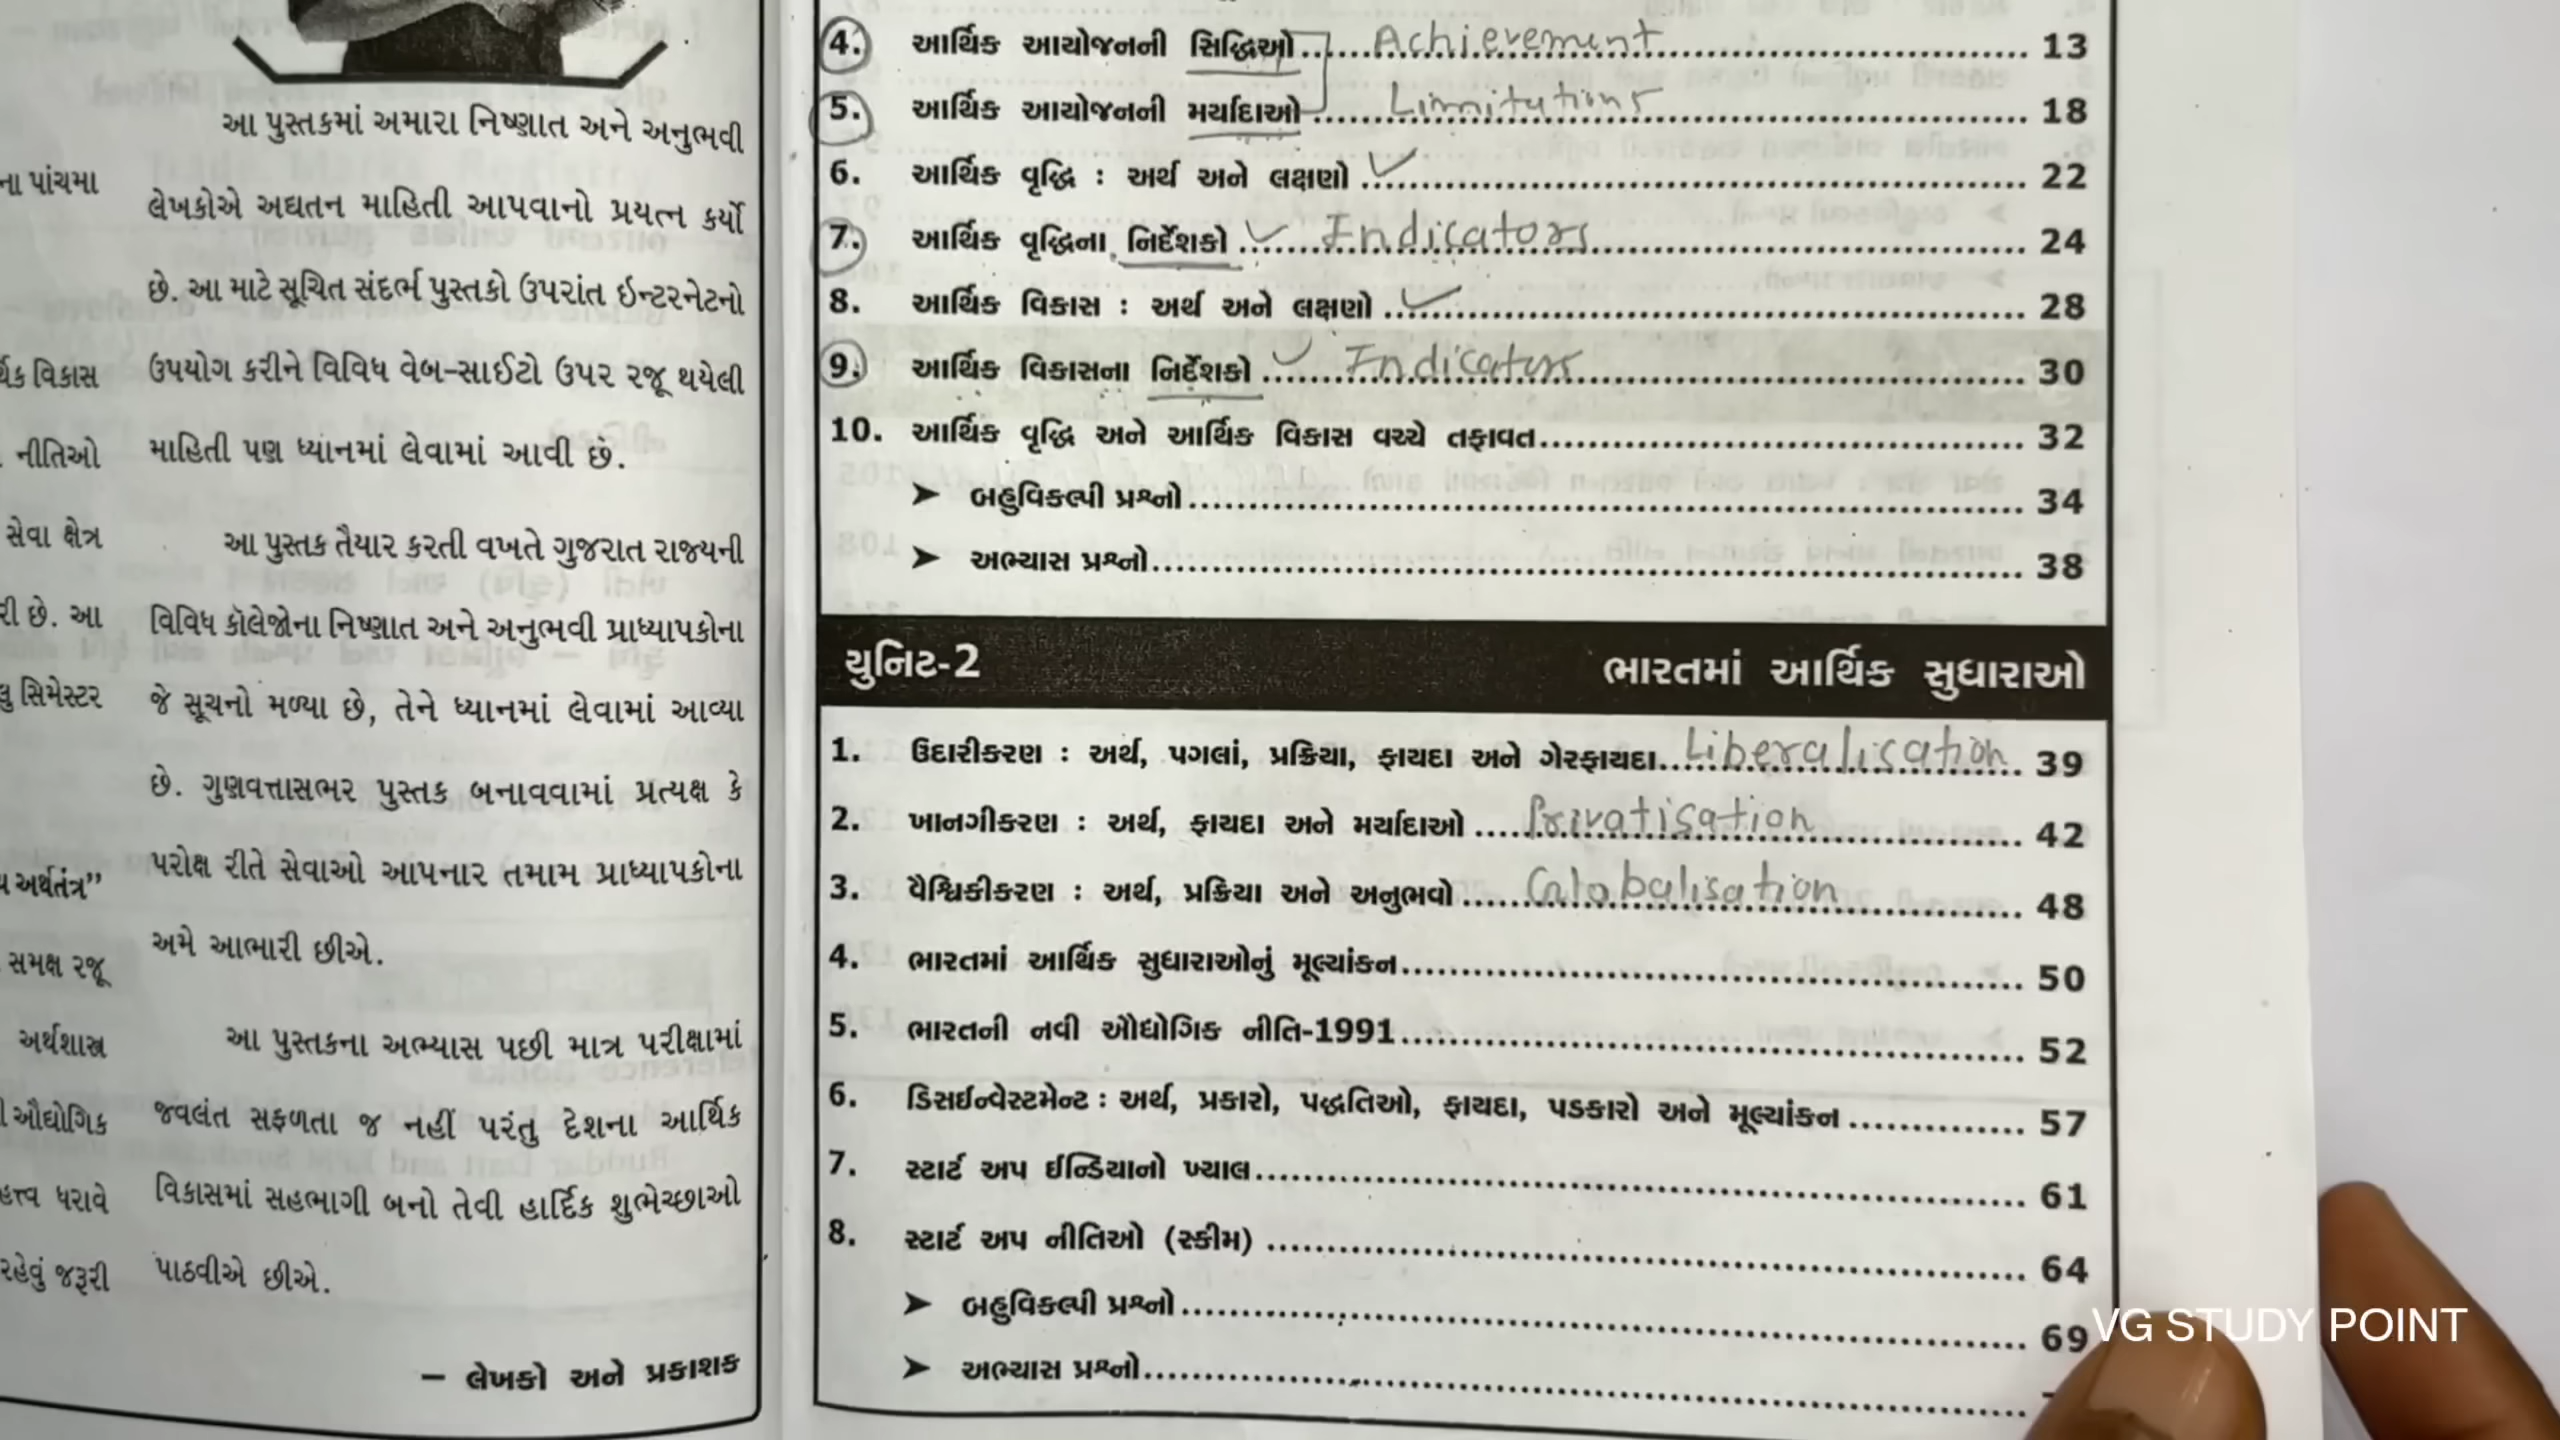 આ પુસ્તકમાં અમારા નિષ્ણાત અને અનુભવી
ના પાંચમા
લેખકોએ અદ્યતન માહિતી આપવાનો પ્રયત્ન કર્યો
છે. આ માટે સૂચિત સંદર્ભ પુસ્તકો ઉપરાંત ઇન્ટરનેટનો
ર્થિક વિકાસ
ઉપયોગ કરીને વિવિધ વેબ-સાઈટો ઉપર રજૂ થયેલી
નીતિઓ
માહિતી પણ ધ્યાનમાં લેવામાં આવી છે.
સેવા ક્ષેત્ર
આ પુસ્તક તૈયાર કરતી વખતે ગુજરાત રાજ્યની
રી છે. આ
વિવિધ કૉલેજોના નિષ્ણાત અને અનુભવી પ્રાધ્યાપકોના
સિમેસ્ટર
જે સૂચનો મળ્યા છે, તેને ધ્યાનમાં લેવામાં આવ્યા
છે. ગુણવત્તાસભર પુસ્તક બનાવવામાં પ્રત્યક્ષ કે
અર્થતંત્ર”
પરોક્ષ રીતે સેવાઓ આપનાર તમામ પ્રાધ્યાપકોના
સમક્ષ રજૂ
અમે આભારી છીએ.
અર્થશાસ્ત્ર
આ પુસ્તકના અભ્યાસ પછી માત્ર પરીક્ષામાં
ઔદ્યોગિક
જ્વલંત સફળતા જ નહીં પરંતુ દેશના આર્થિક
હત્ત્વ ધરાવે
વિકાસમાં સહભાગી બનો તેવી હાર્દિક શુભેચ્છાઓ
રહેવું જરૂરી
પાઠવીએ છીએ.
– લેખકો અને પ્રકાશક
4. આર્થિક આયોજનની સિદ્ધિઓ Achievement 13
5. આર્થિક આયોજનની મર્યાદાઓ Limitations 18
6. આર્થિક વૃદ્ધિ : અર્થ અને લક્ષણો 22
7. આર્થિક વૃદ્ધિના નિર્દેશકો Indicators 24
8. આર્થિક વિકાસ : અર્થ અને લક્ષણો 28
9. આર્થિક વિકાસના નિર્દેશકો Indicators 30
10. આર્થિક વૃદ્ધિ અને આર્થિક વિકાસ વચ્ચે તફાવત 32
➤ બહુવિકલ્પી પ્રશ્નો 34
➤ અભ્યાસ પ્રશ્નો 38
યુનિટ-2 ભારતમાં આર્થિક સુધારાઓ
1. ઉદારીકરણ : અર્થ, પગલાં, પ્રક્રિયા, ફાયદા અને ગેરફાયદા Liberalisation 39
2. ખાનગીકરણ : અર્થ, ફાયદા અને મર્યાદાઓ Privatisation 42
3. વૈશ્વિકીકરણ : અર્થ, પ્રક્રિયા અને અનુભવો Globalisation 48
4. ભારતમાં આર્થિક સુધારાઓનું મૂલ્યાંકન 50
5. ભારતની નવી ઔદ્યોગિક નીતિ-1991 52
6. ડિસઈન્વેસ્ટમેન્ટ : અર્થ, પ્રકારો, પદ્ધતિઓ, ફાયદા, પડકારો અને મૂલ્યાંકન 57
7. સ્ટાર્ટ અપ ઈન્ડિયાનો ખ્યાલ 61
8. સ્ટાર્ટ અપ નીતિઓ (સ્કીમ) 64
➤ બહુવિકલ્પી પ્રશ્નો 69
➤ અભ્યાસ પ્રશ્નો
VG STUDY POINT